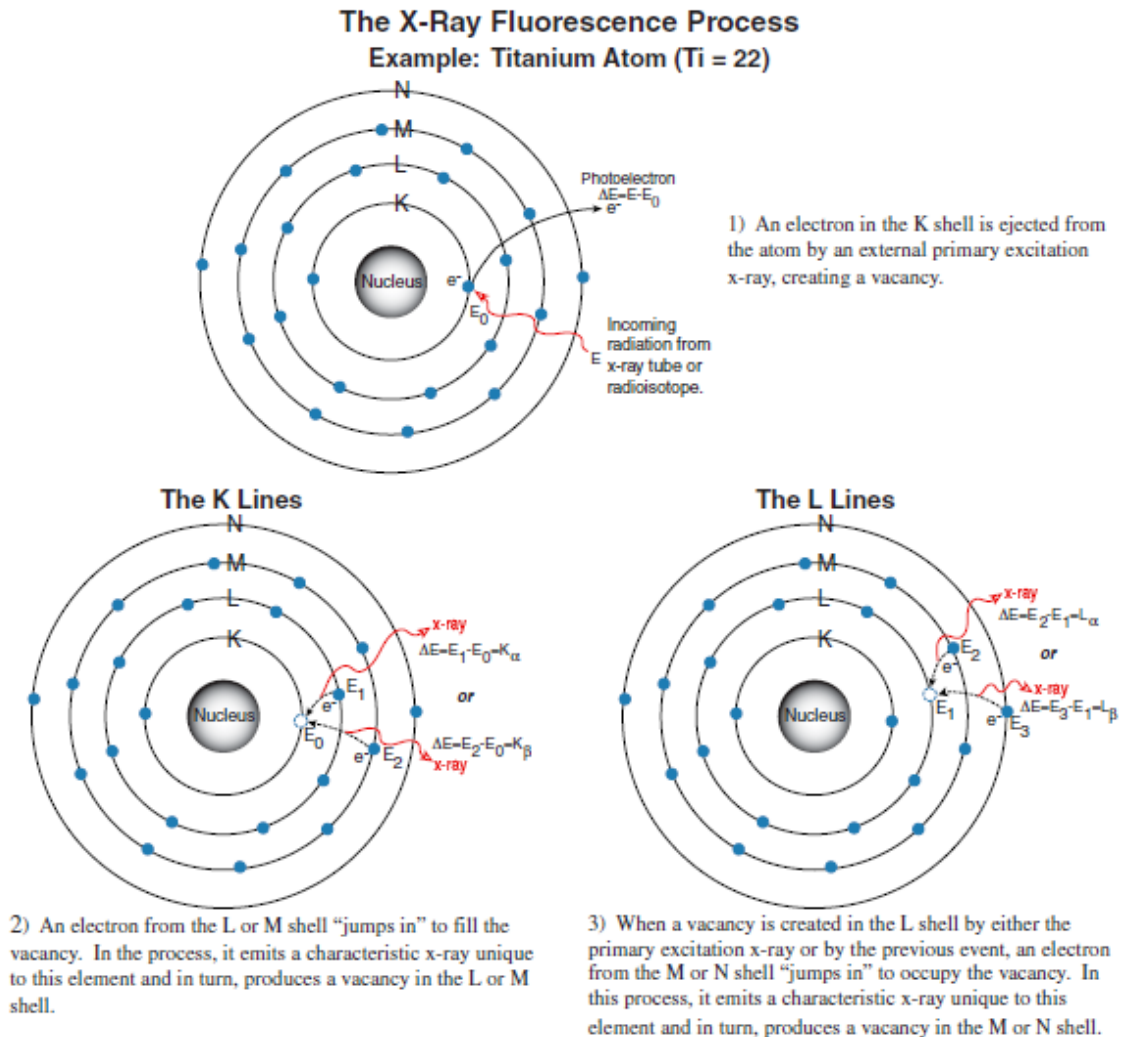 The X-Ray Fluorescence Process
Example: Titanium Atom (Ti = 22)
N
M
L
K
Nucleus
e-
E0
Photoelectron
ΔE=E-E0
e-
Incoming
radiation from
E x-ray tube or
radioisotope.
1) An electron in the K shell is ejected from
the atom by an external primary excitation
x-ray, creating a vacancy.
The K Lines
N
M
L
K
Nucleus
x-ray
ΔE=E1-E0=Kα
E1
e-
or
E0
ΔE=E2-E0=Kβ
e-
E2
x-ray
2) An electron from the L or M shell “jumps in” to fill the
vacancy. In the process, it emits a characteristic x-ray unique
to this element and in turn, produces a vacancy in the L or M
shell.
The L Lines
N
M
L
K
Nucleus
x-ray
ΔE=E2-E1=Lα
E2
e-
or
x-ray
E1
ΔE=E3-E1=Lβ
e-
E3
3) When a vacancy is created in the L shell by either the
primary excitation x-ray or by the previous event, an electron
from the M or N shell “jumps in” to occupy the vacancy. In
this process, it emits a characteristic x-ray unique to this
element and in turn, produces a vacancy in the M or N shell.